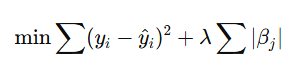 min ∑(yᵢ − ŷᵢ)² + λ ∑ |βⱼ|